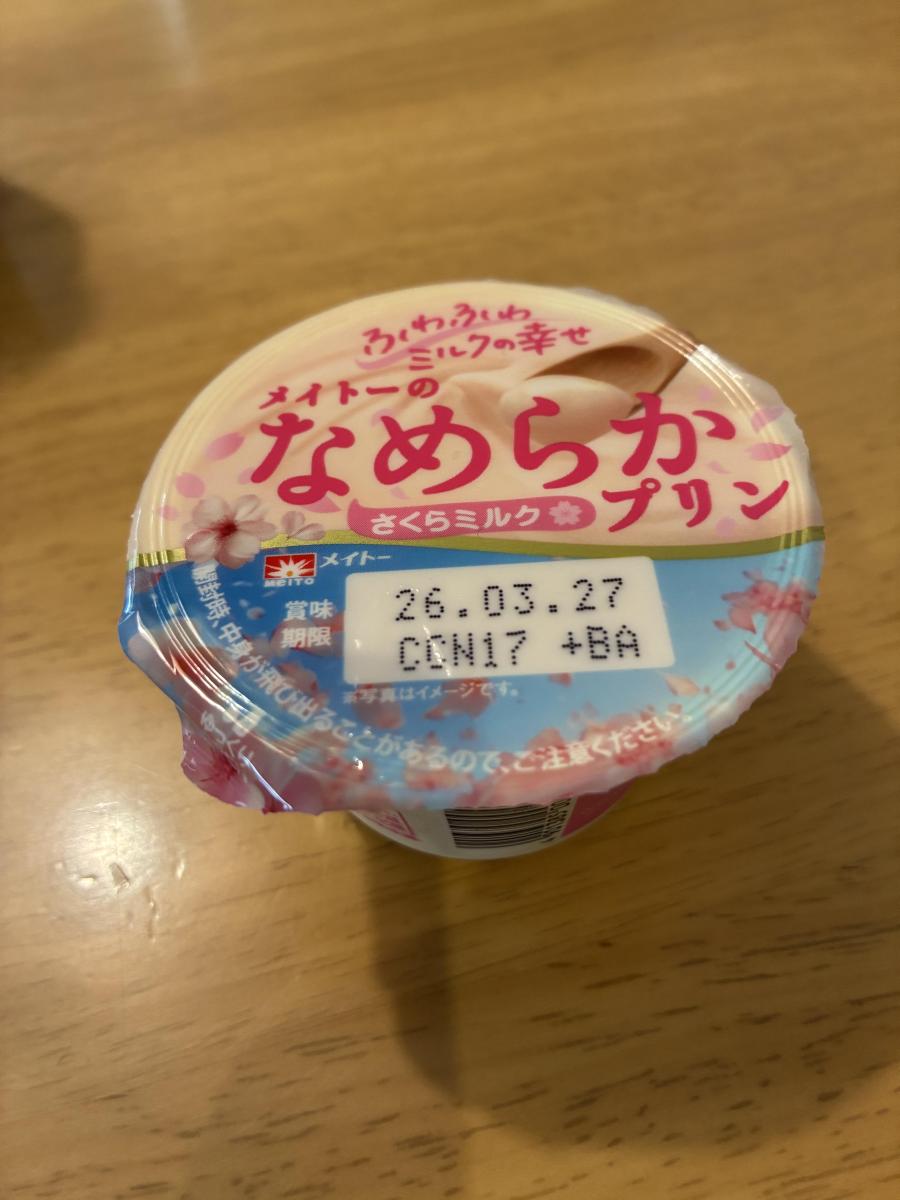 ふわふわ
ミルクの幸せ
メイトーの
なめらか
プリン
さくらミルク
MEITO メイトー
賞味
期限
26.03.27
CCN17 +BA
※写真はイメージです。
開封時、中身が飛び出ることがあるので、ご注意ください。